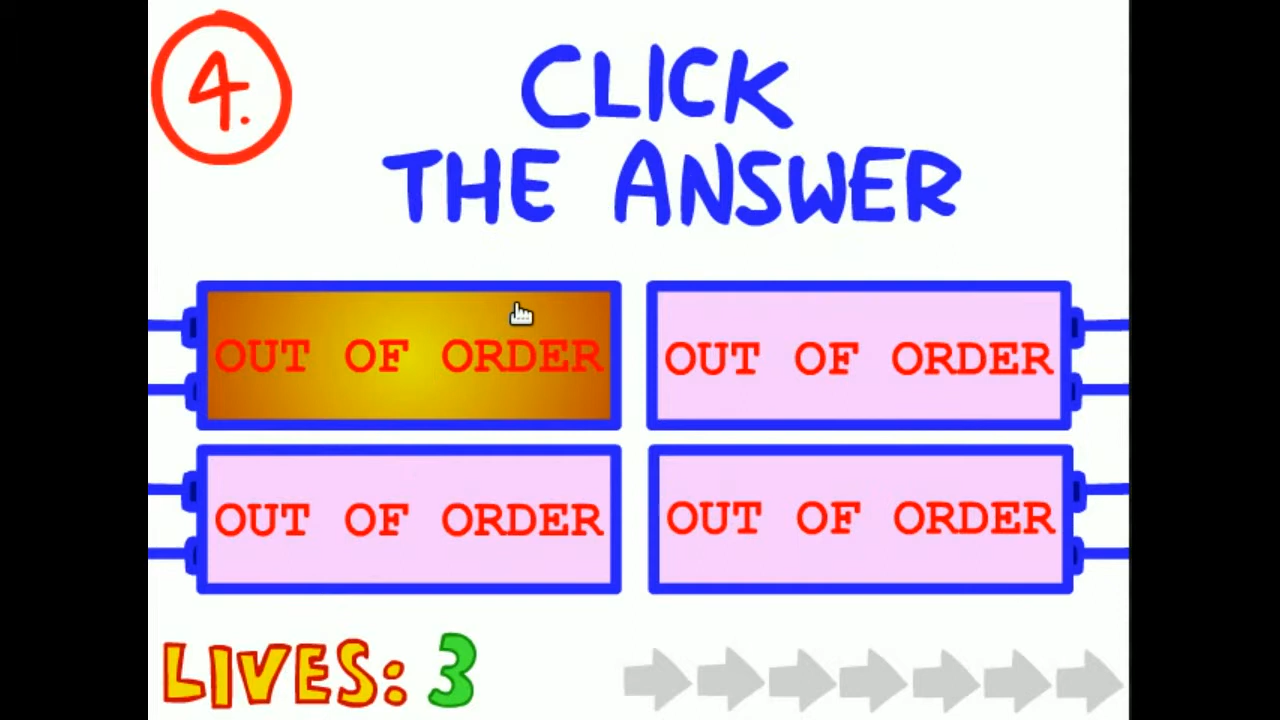 4.
CLICK
THE ANSWER
OUT OF ORDER
OUT OF ORDER
OUT OF ORDER
OUT OF ORDER
LIVES: 3